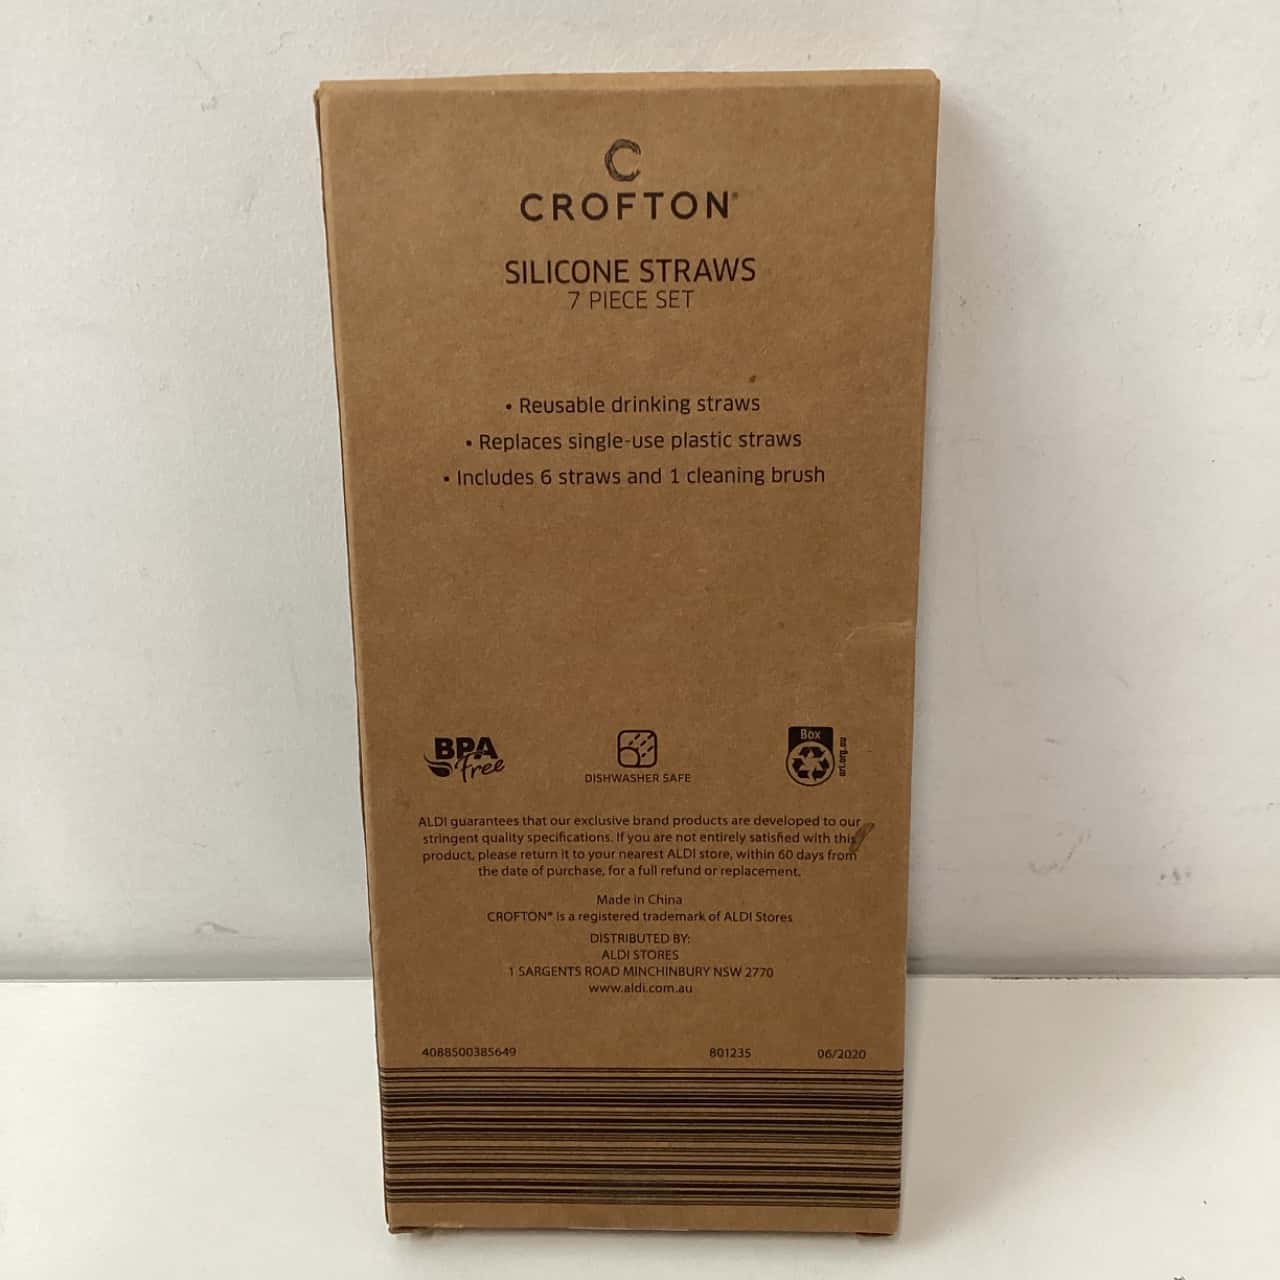 C
CROFTON®
SILICONE STRAWS
7 PIECE SET
• Reusable drinking straws
• Replaces single-use plastic straws
• Includes 6 straws and 1 cleaning brush
BPA
Free
DISHWASHER SAFE
Box
arl.org.au
ALDI guarantees that our exclusive brand products are developed to our
stringent quality specifications. If you are not entirely satisfied with this
product, please return it to your nearest ALDI store, within 60 days from
the date of purchase, for a full refund or replacement.
Made in China
CROFTON® is a registered trademark of ALDI Stores
DISTRIBUTED BY:
ALDI STORES
1 SARGENTS ROAD MINCHINBURY NSW 2770
www.aldi.com.au
4088500385649 801235 06/2020